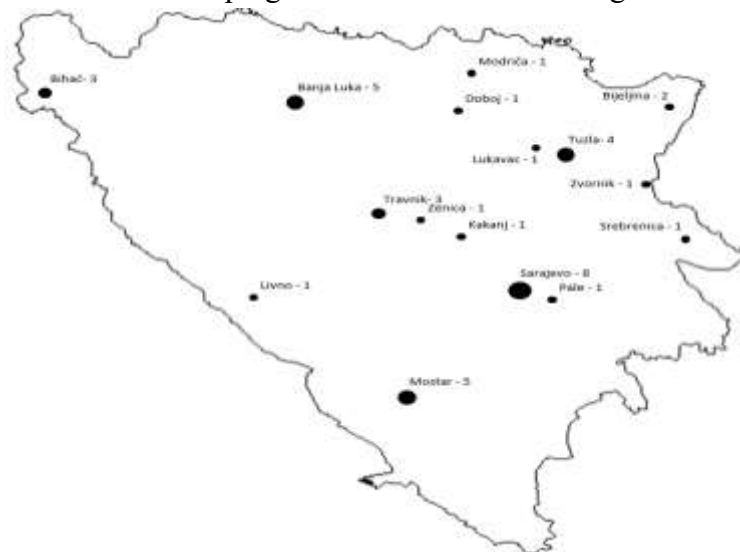 Modriča - 1
Bihać- 3
Banja Luka - 5
Doboj - 1
Bijeljina - 2
Lukavac - 1
Tuzla- 4
Zvornik - 1
Travnik- 3
Zenica - 1
Kakanj - 1
Srebrenica - 1
Sarajevo - 8
Livno - 1
Pale - 1
Mostar - 5